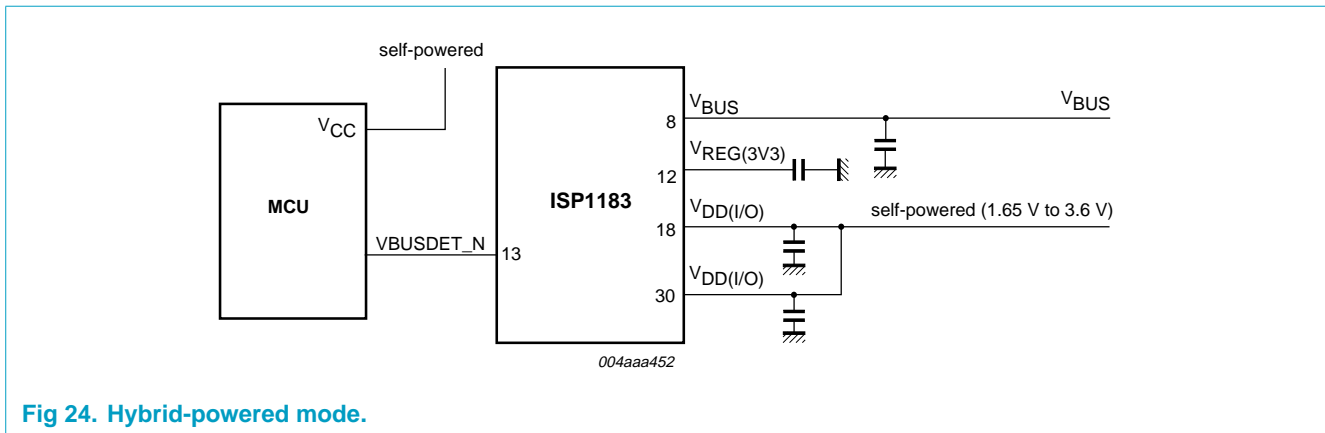 self-powered
VCC
MCU
VBUSDET_N
13
ISP1183
8
VBUS
VBUS
12
VREG(3V3)
18
VDD(I/O)
self-powered (1.65 V to 3.6 V)
30
VDD(I/O)
004aaa452
Fig 24. Hybrid-powered mode.